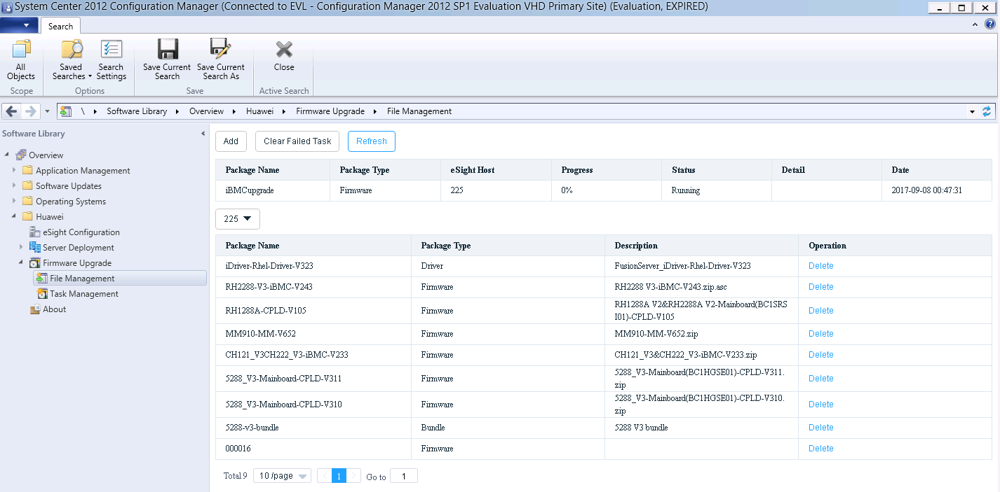 System Center 2012 Configuration Manager (Connected to EVL - Configuration Manager 2012 SP1 Evaluation VHD Primary Site) (Evaluation, EXPIRED)
Search
All Objects
Saved Searches
Search Settings
Save Current Search
Save Current Search As
Close
Scope
Options
Save
Active Search
\ Software Library Overview Huawei Firmware Upgrade File Management
Software Library
Overview
Application Management
Software Updates
Operating Systems
Huawei
eSight Configuration
Server Deployment
Firmware Upgrade
File Management
Task Management
About
Add Clear Failed Task Refresh
Package Name Package Type eSight Host Progress Status Detail Date
iBMCupgrade Firmware 225 0% Running 2017-09-08 00:47:31
225
Package Name Package Type Description Operation
iDriver-Rhel-Driver-V323 Driver FusionServer_iDriver-Rhel-Driver-V323 Delete
RH2288-V3-iBMC-V243 Firmware RH2288 V3-iBMC-V243.zip.asc Delete
RH1288A-CPLD-V105 Firmware RH1288A V2&RH2288A V2-Mainboard(BC1SRS
I01)-CPLD-V105 Delete
MM910-MM-V652 Firmware MM910-MM-V652.zip Delete
CH121_V3CH222_V3-iBMC-V233 Firmware CH121_V3&CH222_V3-iBMC-V233.zip Delete
5288_V3-Mainboard-CPLD-V311 Firmware 5288_V3-Mainboard(BC1HGSE01)-CPLD-V311.
zip Delete
5288_V3-Mainboard-CPLD-V310 Firmware 5288_V3-Mainboard(BC1HGSE01)-CPLD-V310.
zip Delete
5288-v3-bundle Bundle 5288 V3 bundle Delete
000016 Firmware Delete
Total 9 10 /page 1 Go to 1